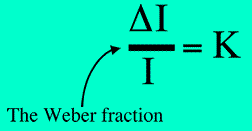 ΔI
I
= K
The Weber fraction